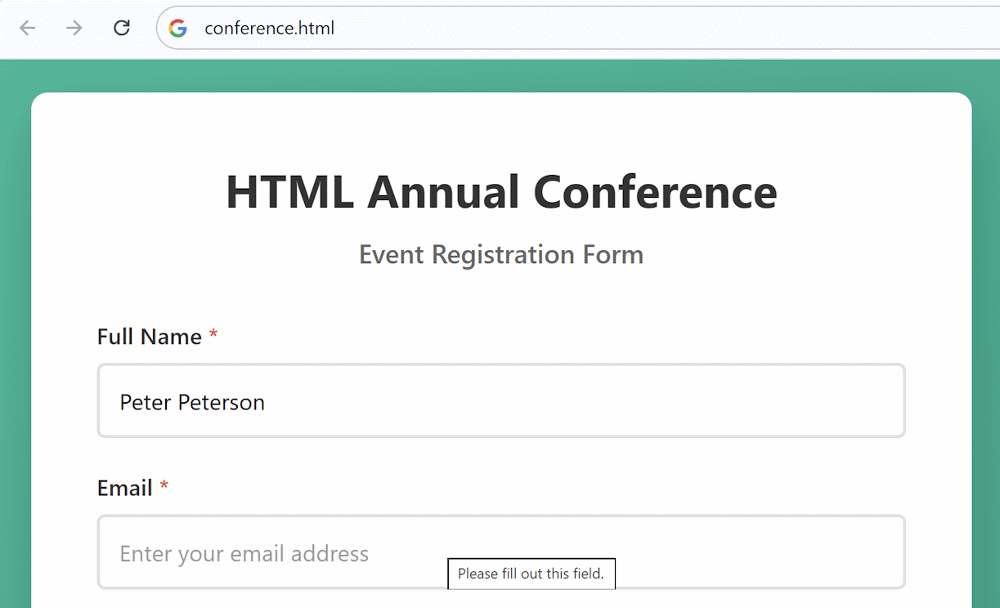 conference.html
HTML Annual Conference
Event Registration Form
Full Name *
Peter Peterson
Email *
Enter your email address
Please fill out this field.